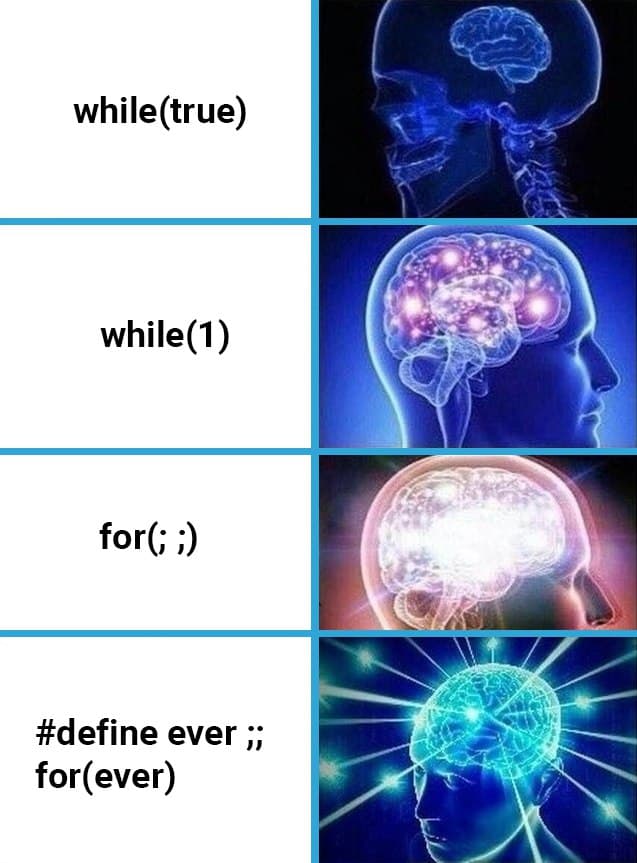 while(true)
while(1)
for(; ;)
#define ever ;;
for(ever)